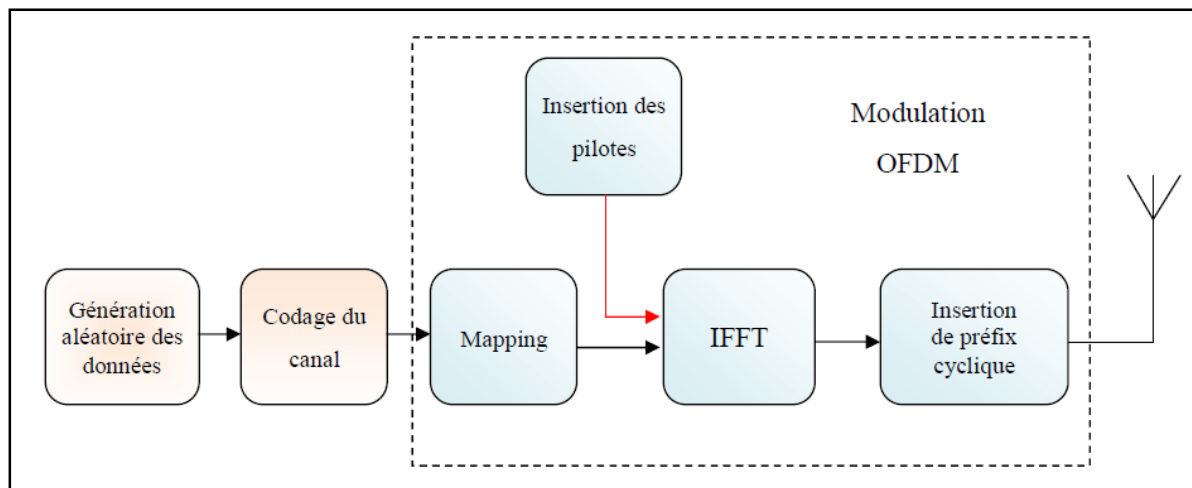 Insertion des
pilotes
Modulation
OFDM
Génération
aléatoire des
données
Codage du
canal
Mapping
IFFT
Insertion
de préfix
cyclique